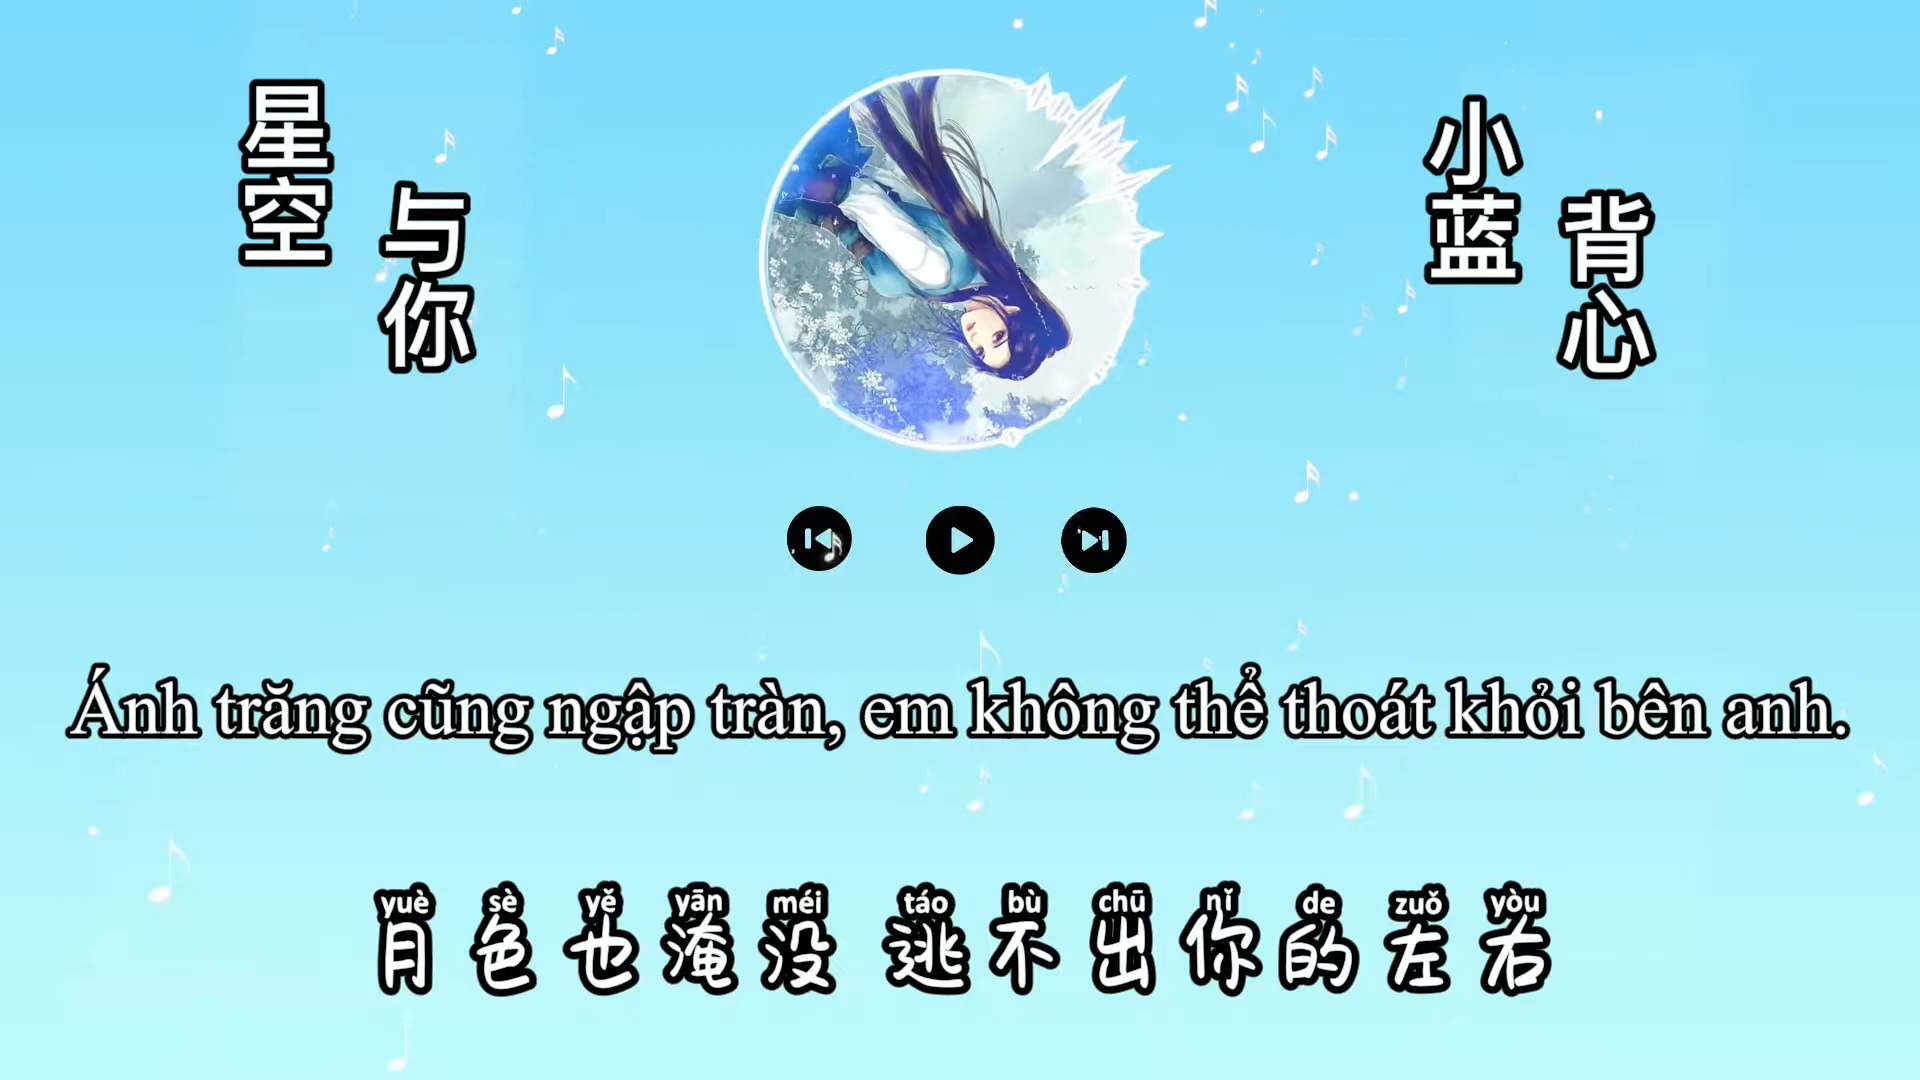 星空
与你
小蓝
背心
Ánh trăng cũng ngập tràn, em không thể thoát khỏi bên anh.
yuè sè yě yān méi táo bù chū nǐ de zuǒ yòu
月色也淹没 逃不出你的左右